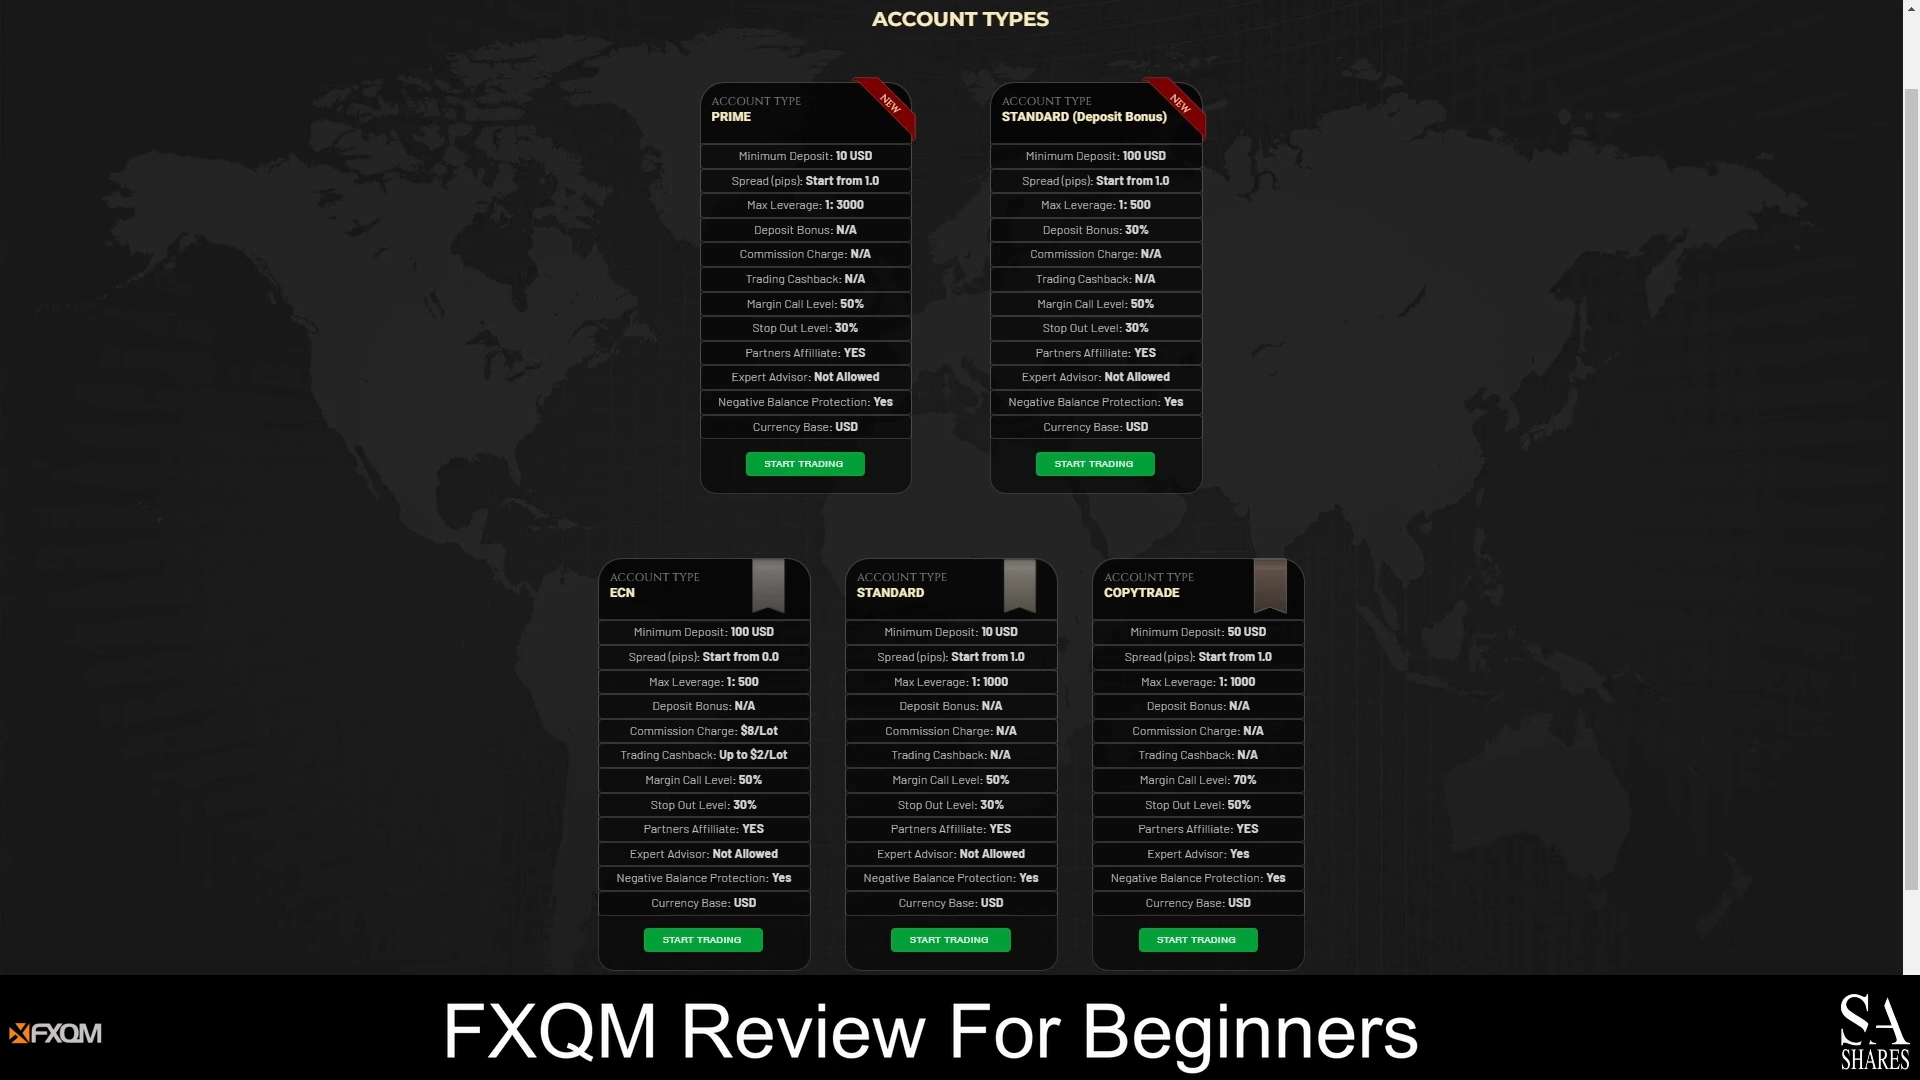 ACCOUNT TYPES
ACCOUNT TYPE
PRIME
NEW
Minimum Deposit: 10 USD
Spread (pips): Start from 1.0
Max Leverage: 1: 3000
Deposit Bonus: N/A
Commission Charge: N/A
Trading Cashback: N/A
Margin Call Level: 50%
Stop Out Level: 30%
Partners Affilliate: YES
Expert Advisor: Not Allowed
Negative Balance Protection: Yes
Currency Base: USD
START TRADING
ACCOUNT TYPE
STANDARD (Deposit Bonus)
NEW
Minimum Deposit: 100 USD
Spread (pips): Start from 1.0
Max Leverage: 1: 500
Deposit Bonus: 30%
Commission Charge: N/A
Trading Cashback: N/A
Margin Call Level: 50%
Stop Out Level: 30%
Partners Affilliate: YES
Expert Advisor: Not Allowed
Negative Balance Protection: Yes
Currency Base: USD
START TRADING
ACCOUNT TYPE
ECN
Minimum Deposit: 100 USD
Spread (pips): Start from 0.0
Max Leverage: 1: 500
Deposit Bonus: N/A
Commission Charge: $8/Lot
Trading Cashback: Up to $2/Lot
Margin Call Level: 50%
Stop Out Level: 30%
Partners Affilliate: YES
Expert Advisor: Not Allowed
Negative Balance Protection: Yes
Currency Base: USD
START TRADING
ACCOUNT TYPE
STANDARD
Minimum Deposit: 10 USD
Spread (pips): Start from 1.0
Max Leverage: 1: 1000
Deposit Bonus: N/A
Commission Charge: N/A
Trading Cashback: N/A
Margin Call Level: 50%
Stop Out Level: 30%
Partners Affilliate: YES
Expert Advisor: Not Allowed
Negative Balance Protection: Yes
Currency Base: USD
START TRADING
ACCOUNT TYPE
COPYTRADE
Minimum Deposit: 50 USD
Spread (pips): Start from 1.0
Max Leverage: 1: 1000
Deposit Bonus: N/A
Commission Charge: N/A
Trading Cashback: N/A
Margin Call Level: 70%
Stop Out Level: 50%
Partners Affilliate: YES
Expert Advisor: Yes
Negative Balance Protection: Yes
Currency Base: USD
START TRADING
FXQM
FXQM Review For Beginners
SA
SHARES